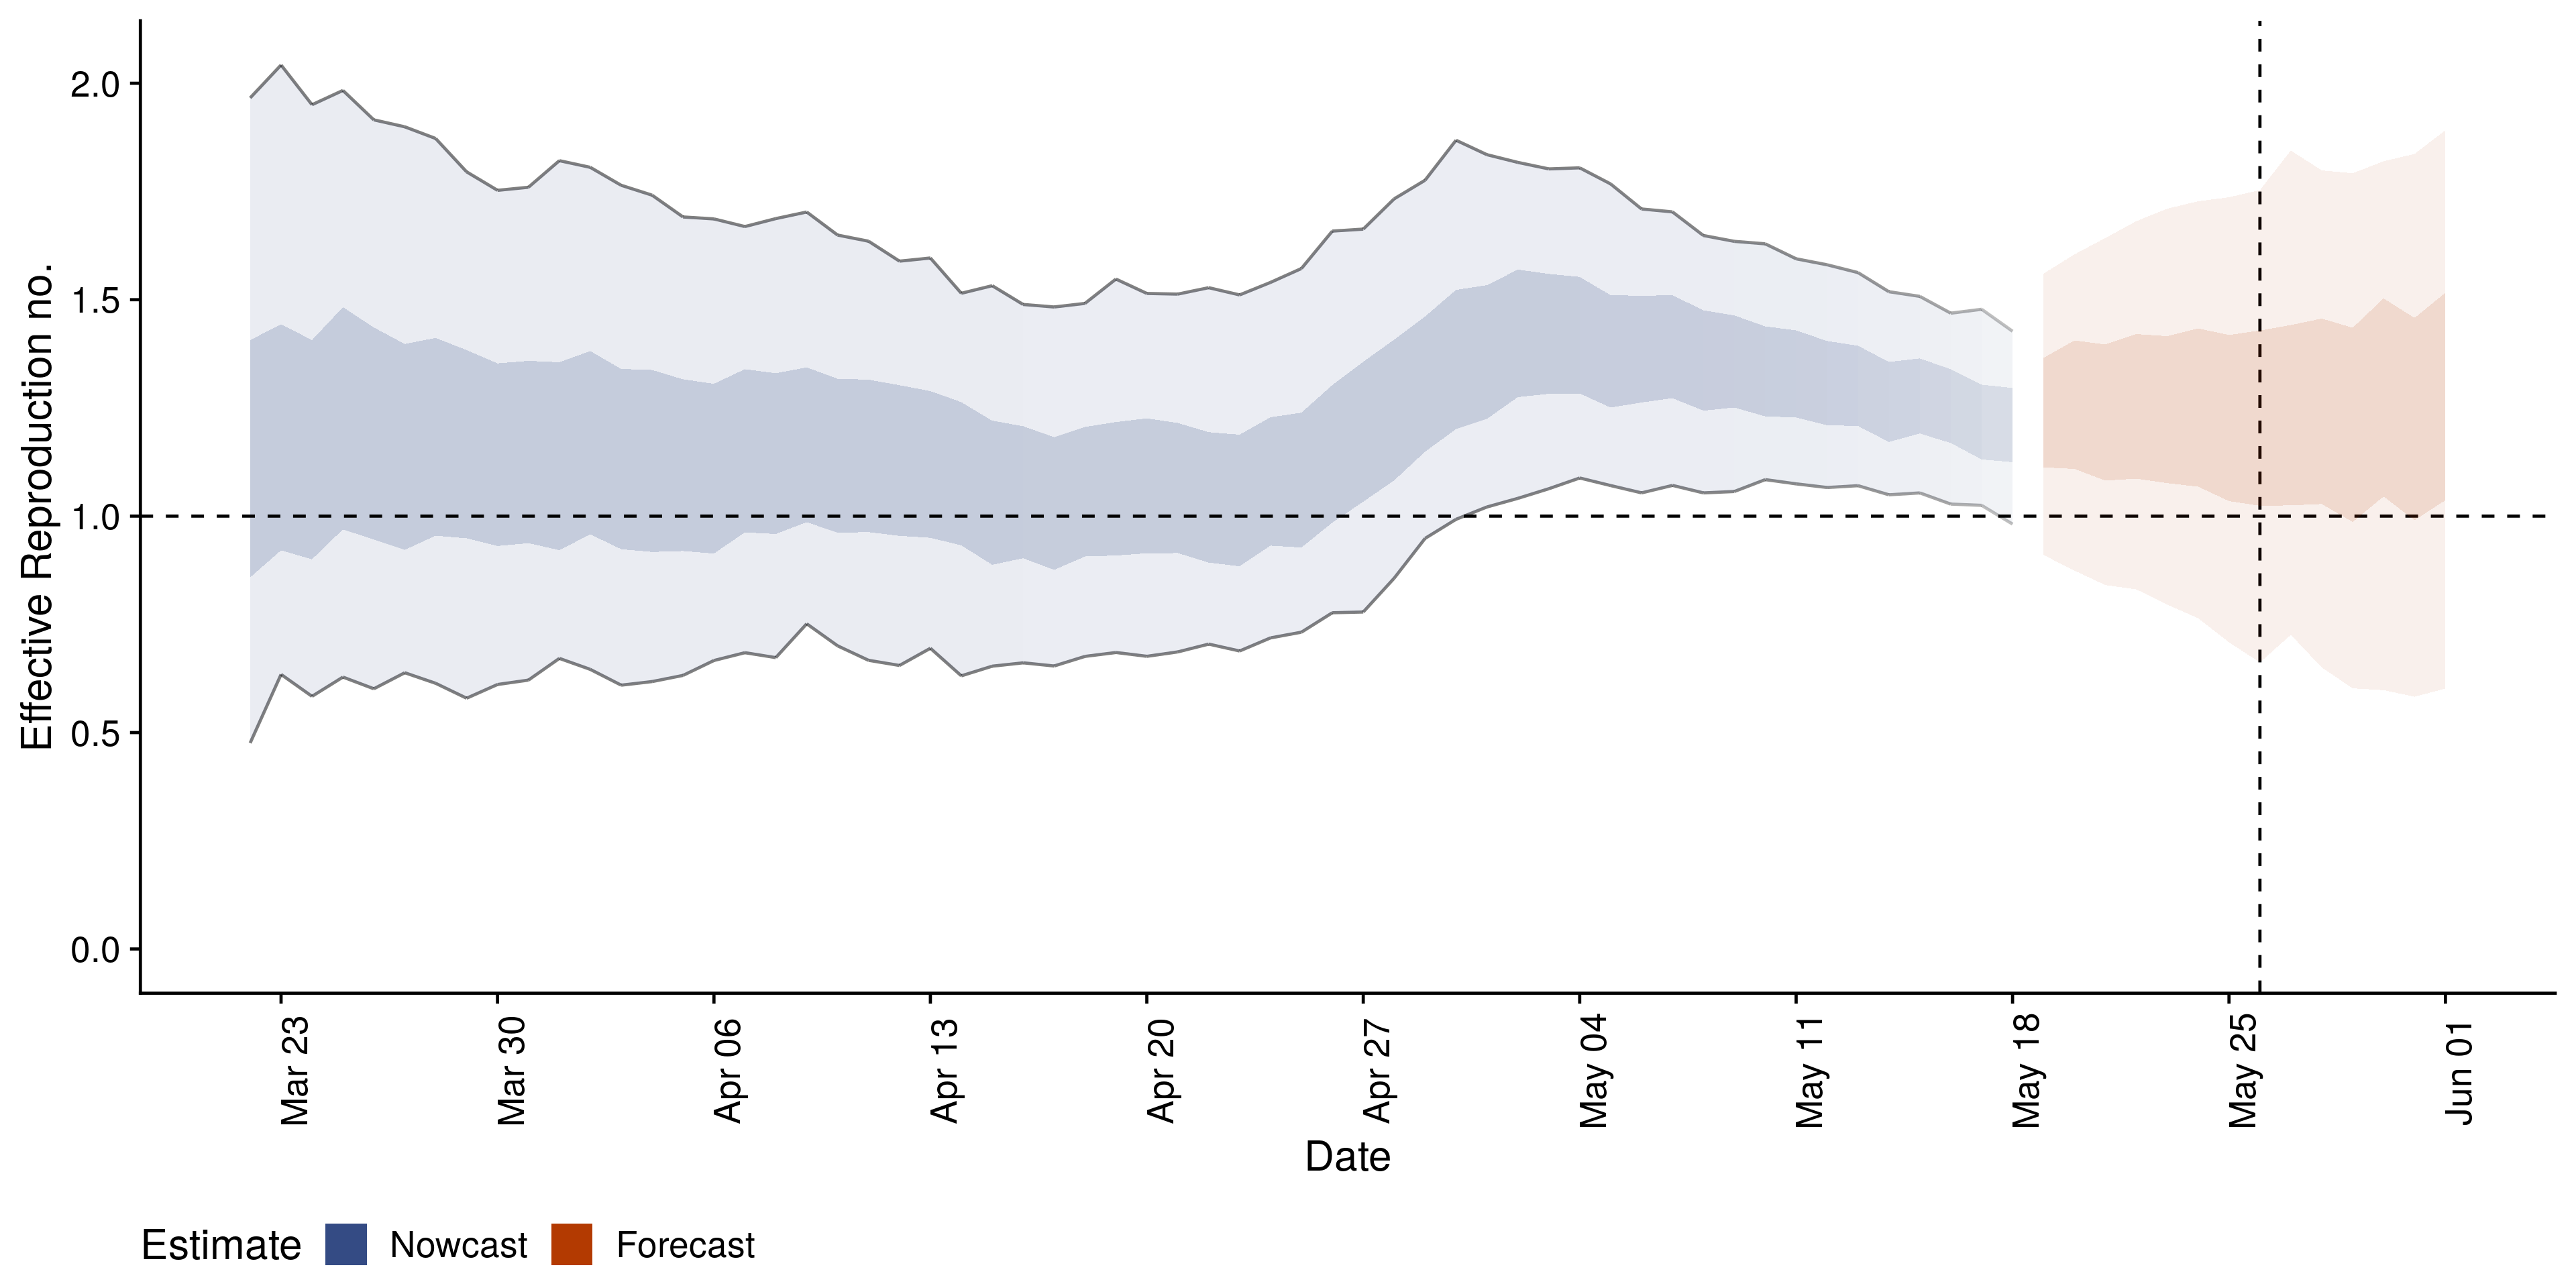 Effective Reproduction no.
2.0
1.5
1.0
0.5
0.0
Mar 23
Mar 30
Apr 06
Apr 13
Apr 20
Apr 27
May 04
May 11
May 18
May 25
Jun 01
Date
Estimate Nowcast Forecast